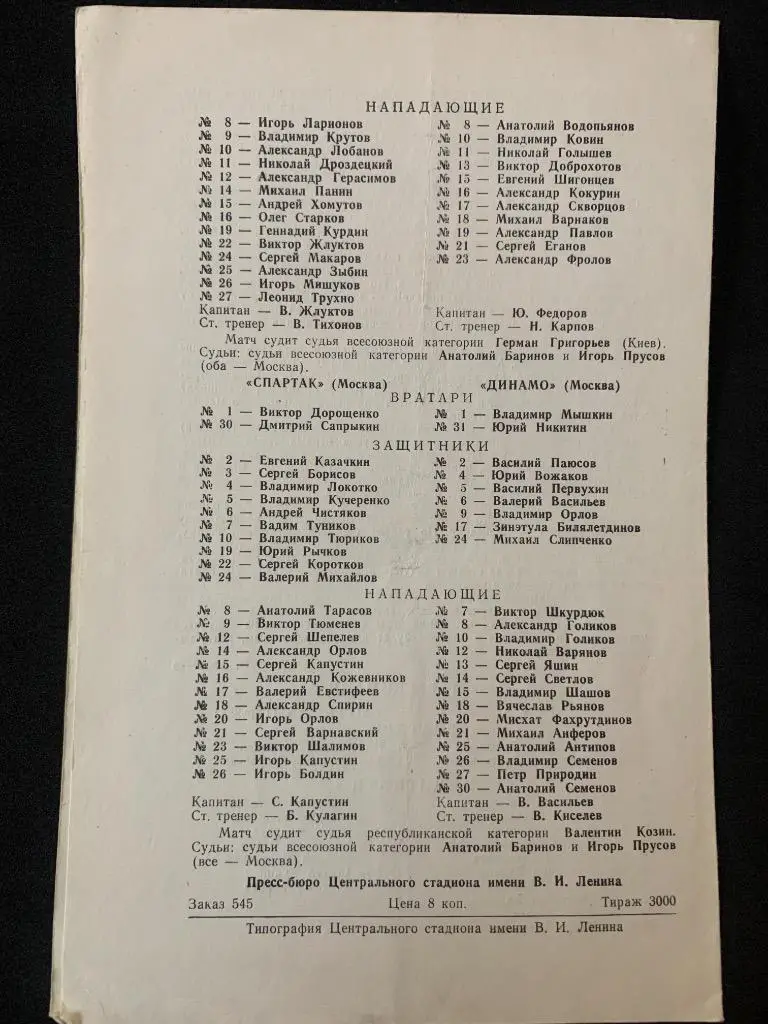 НАПАДАЮЩИЕ
№ 8 — Игорь Ларионов
№ 9 — Владимир Крутов
№ 10 — Александр Лобанов
№ 11 — Николай Дроздецкий
№ 12 — Александр Герасимов
№ 14 — Михаил Панин
№ 15 — Андрей Хомутов
№ 16 — Олег Старков
№ 19 — Геннадий Курдин
№ 22 — Виктор Жлуктов
№ 24 — Сергей Макаров
№ 25 — Александр Зыбин
№ 26 — Игорь Мишуков
№ 27 — Леонид Трухно
Капитан — В. Жлуктов
Ст. тренер — В. Тихонов
№ 8 — Анатолий Водопьянов
№ 10 — Владимир Ковин
№ 11 — Николай Голышев
№ 13 — Виктор Доброхотов
№ 15 — Евгений Шигонцев
№ 16 — Александр Кокурин
№ 17 — Александр Скворцов
№ 18 — Михаил Варнаков
№ 19 — Александр Павлов
№ 21 — Сергей Еганов
№ 23 — Александр Фролов
Капитан — Ю. Федоров
Ст. тренер — Н. Карпов
Матч судит судья всесоюзной категории Герман Григорьев (Киев).
Судьи: судьи всесоюзной категории Анатолий Баринов и Игорь Прусов
(оба — Москва).
«СПАРТАК» (Москва) «ДИНАМО» (Москва)
ВРАТАРИ
№ 1 — Виктор Дорощенко
№ 30 — Дмитрий Сапрыкин
№ 1 — Владимир Мышкин
№ 31 — Юрий Никитин
ЗАЩИТНИКИ
№ 2 — Евгений Казачкин
№ 3 — Сергей Борисов
№ 4 — Владимир Локотко
№ 5 — Владимир Кучеренко
№ 6 — Андрей Чистяков
№ 7 — Вадим Туников
№ 10 — Владимир Тюриков
№ 19 — Юрий Рычков
№ 22 — Сергей Коротков
№ 24 — Валерий Михайлов
№ 2 — Василий Паюсов
№ 4 — Юрий Вожаков
№ 5 — Василий Первухин
№ 6 — Валерий Васильев
№ 9 — Владимир Орлов
№ 17 — Зинэтула Билялетдинов
№ 24 — Михаил Слипченко
НАПАДАЮЩИЕ
№ 8 — Анатолий Тарасов
№ 9 — Виктор Тюменев
№ 12 — Сергей Шепелев
№ 14 — Александр Орлов
№ 15 — Сергей Капустин
№ 16 — Александр Кожевников
№ 17 — Валерий Евстифеев
№ 18 — Александр Спирин
№ 20 — Игорь Орлов
№ 21 — Сергей Варнавский
№ 23 — Виктор Шалимов
№ 25 — Игорь Капустин
№ 26 — Игорь Болдин
Капитан — С. Капустин
Ст. тренер — Б. Кулагин
№ 7 — Виктор Шкурдюк
№ 8 — Александр Голиков
№ 10 — Владимир Голиков
№ 12 — Николай Варянов
№ 13 — Сергей Яшин
№ 14 — Сергей Светлов
№ 15 — Владимир Шашов
№ 18 — Вячеслав Рьянов
№ 20 — Мисхат Фахрутдинов
№ 21 — Михаил Анферов
№ 25 — Анатолий Антипов
№ 26 — Владимир Семенов
№ 27 — Петр Природин
№ 30 — Анатолий Семенов
Капитан — В. Васильев
Ст. тренер — В. Киселев
Матч судит судья республиканской категории Валентин Козин.
Судьи: судьи всесоюзной категории Анатолий Баринов и Игорь Прусов
(все — Москва).
Пресс-бюро Центрального стадиона имени В. И. Ленина
Заказ 545 Цена 8 коп. Тираж 3000
Типография Центрального стадиона имени В. И. Ленина